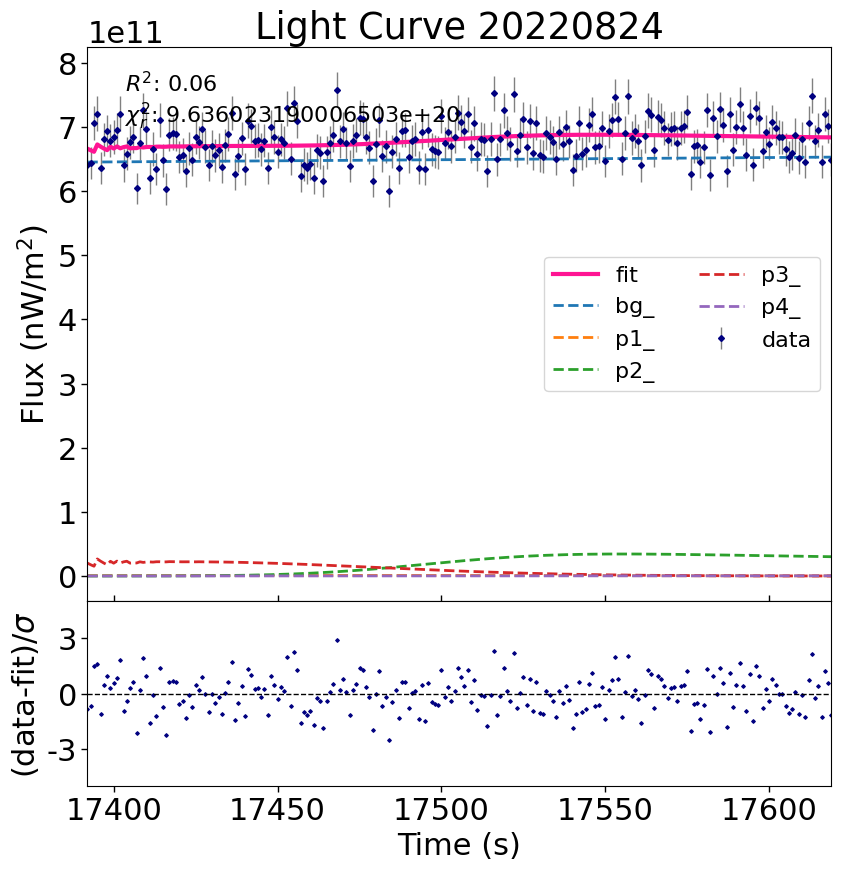 Light Curve 20220824
1e11
R²: 0.06
χ²ᵣ: 9.636023190006503e+20
8
7
6
5
4
3
2
1
0
Flux (nW/m²)
fit
bg_
p1_
p2_
p3_
p4_
data
3
0
-3
(data-fit)/σ
17400 17450 17500 17550 17600
Time (s)